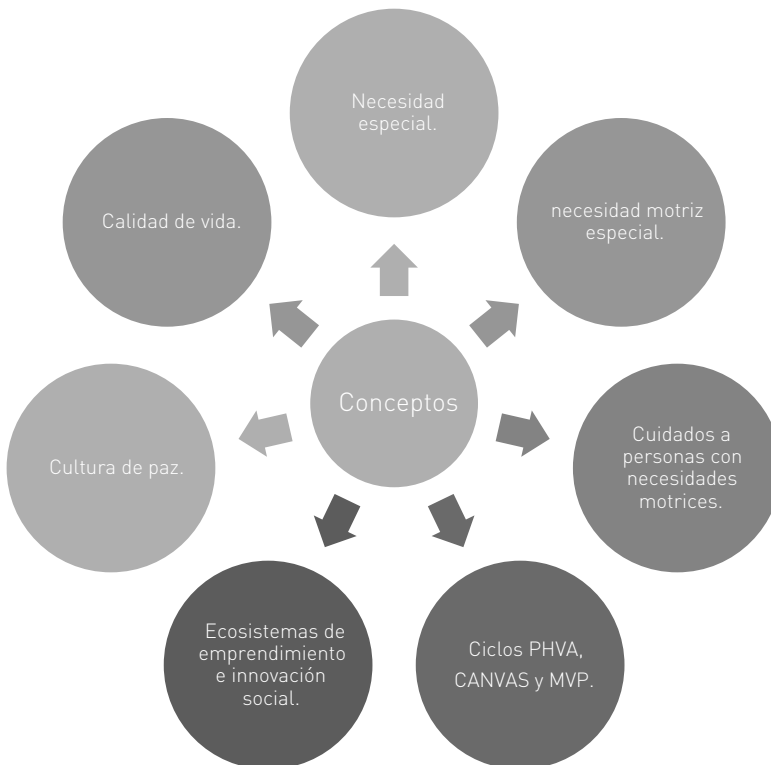 Necesidad
especial.
necesidad motriz
especial.
Calidad de vida.
Conceptos
Cuidados a
personas con
necesidades
motrices.
Cultura de paz.
Ecosistemas de
emprendimiento
e innovación
social.
Ciclos PHVA,
CANVAS y MVP.